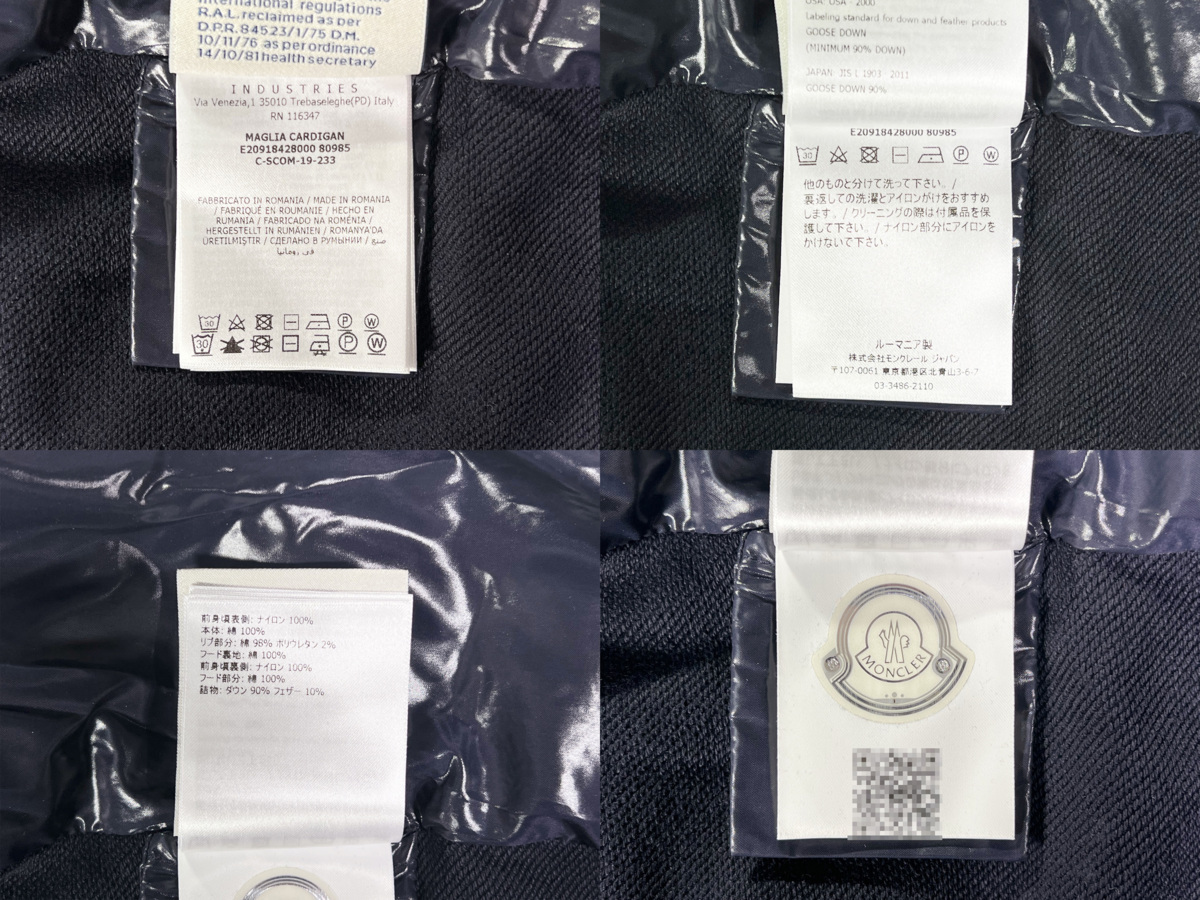 international regulations
R.A.L. reclaimed as per
D.P.R. 84523/1/75 D.M.
10/11/76 as per ordinance
14/10/81 health secretary
INDUSTRIES
Via Venezia,1 35010 Trebaseleghe(PD) Italy
RN 116347
MAGLIA CARDIGAN
E20918428000 80985
C-SCOM-19-233
FABBRICATO IN ROMANIA / MADE IN ROMANIA
/ FABRIQUÉ EN ROUMANIE / HECHO EN
RUMANIA / FABRICADO NA ROMÉNIA /
HERGESTELLT IN RUMÄNIEN / ROMANYA'DA
ÜRETILMIŞTIR / СДЕЛАНО В РУМЫНИИ / صنع
في رومانيا
30
P
W
30
P
W
USA: USA - 2000
Labeling standard for down and feather products
GOOSE DOWN
(MINIMUM 90% DOWN)
JAPAN: JIS L 1903 - 2011
GOOSE DOWN 90%
E20918428000 80985
30
P
W
他のものと分けて洗って下さい。/
裏返しての洗濯とアイロンがけをおすすめ
します。/ クリーニングの際は付属品を保
護して下さい。/ ナイロン部分にアイロンを
かけないで下さい。
ルーマニア製
株式会社モンクレール ジャパン
〒107-0061 東京都港区北青山3-6-7
03-3486-2110
前身頃表側: ナイロン 100%
本体: 綿 100%
リブ部分: 綿 98% ポリウレタン 2%
フード裏地: 綿 100%
前身頃裏側: ナイロン 100%
フード部分: 綿 100%
詰物: ダウン 90% フェザー 10%
MONCLER